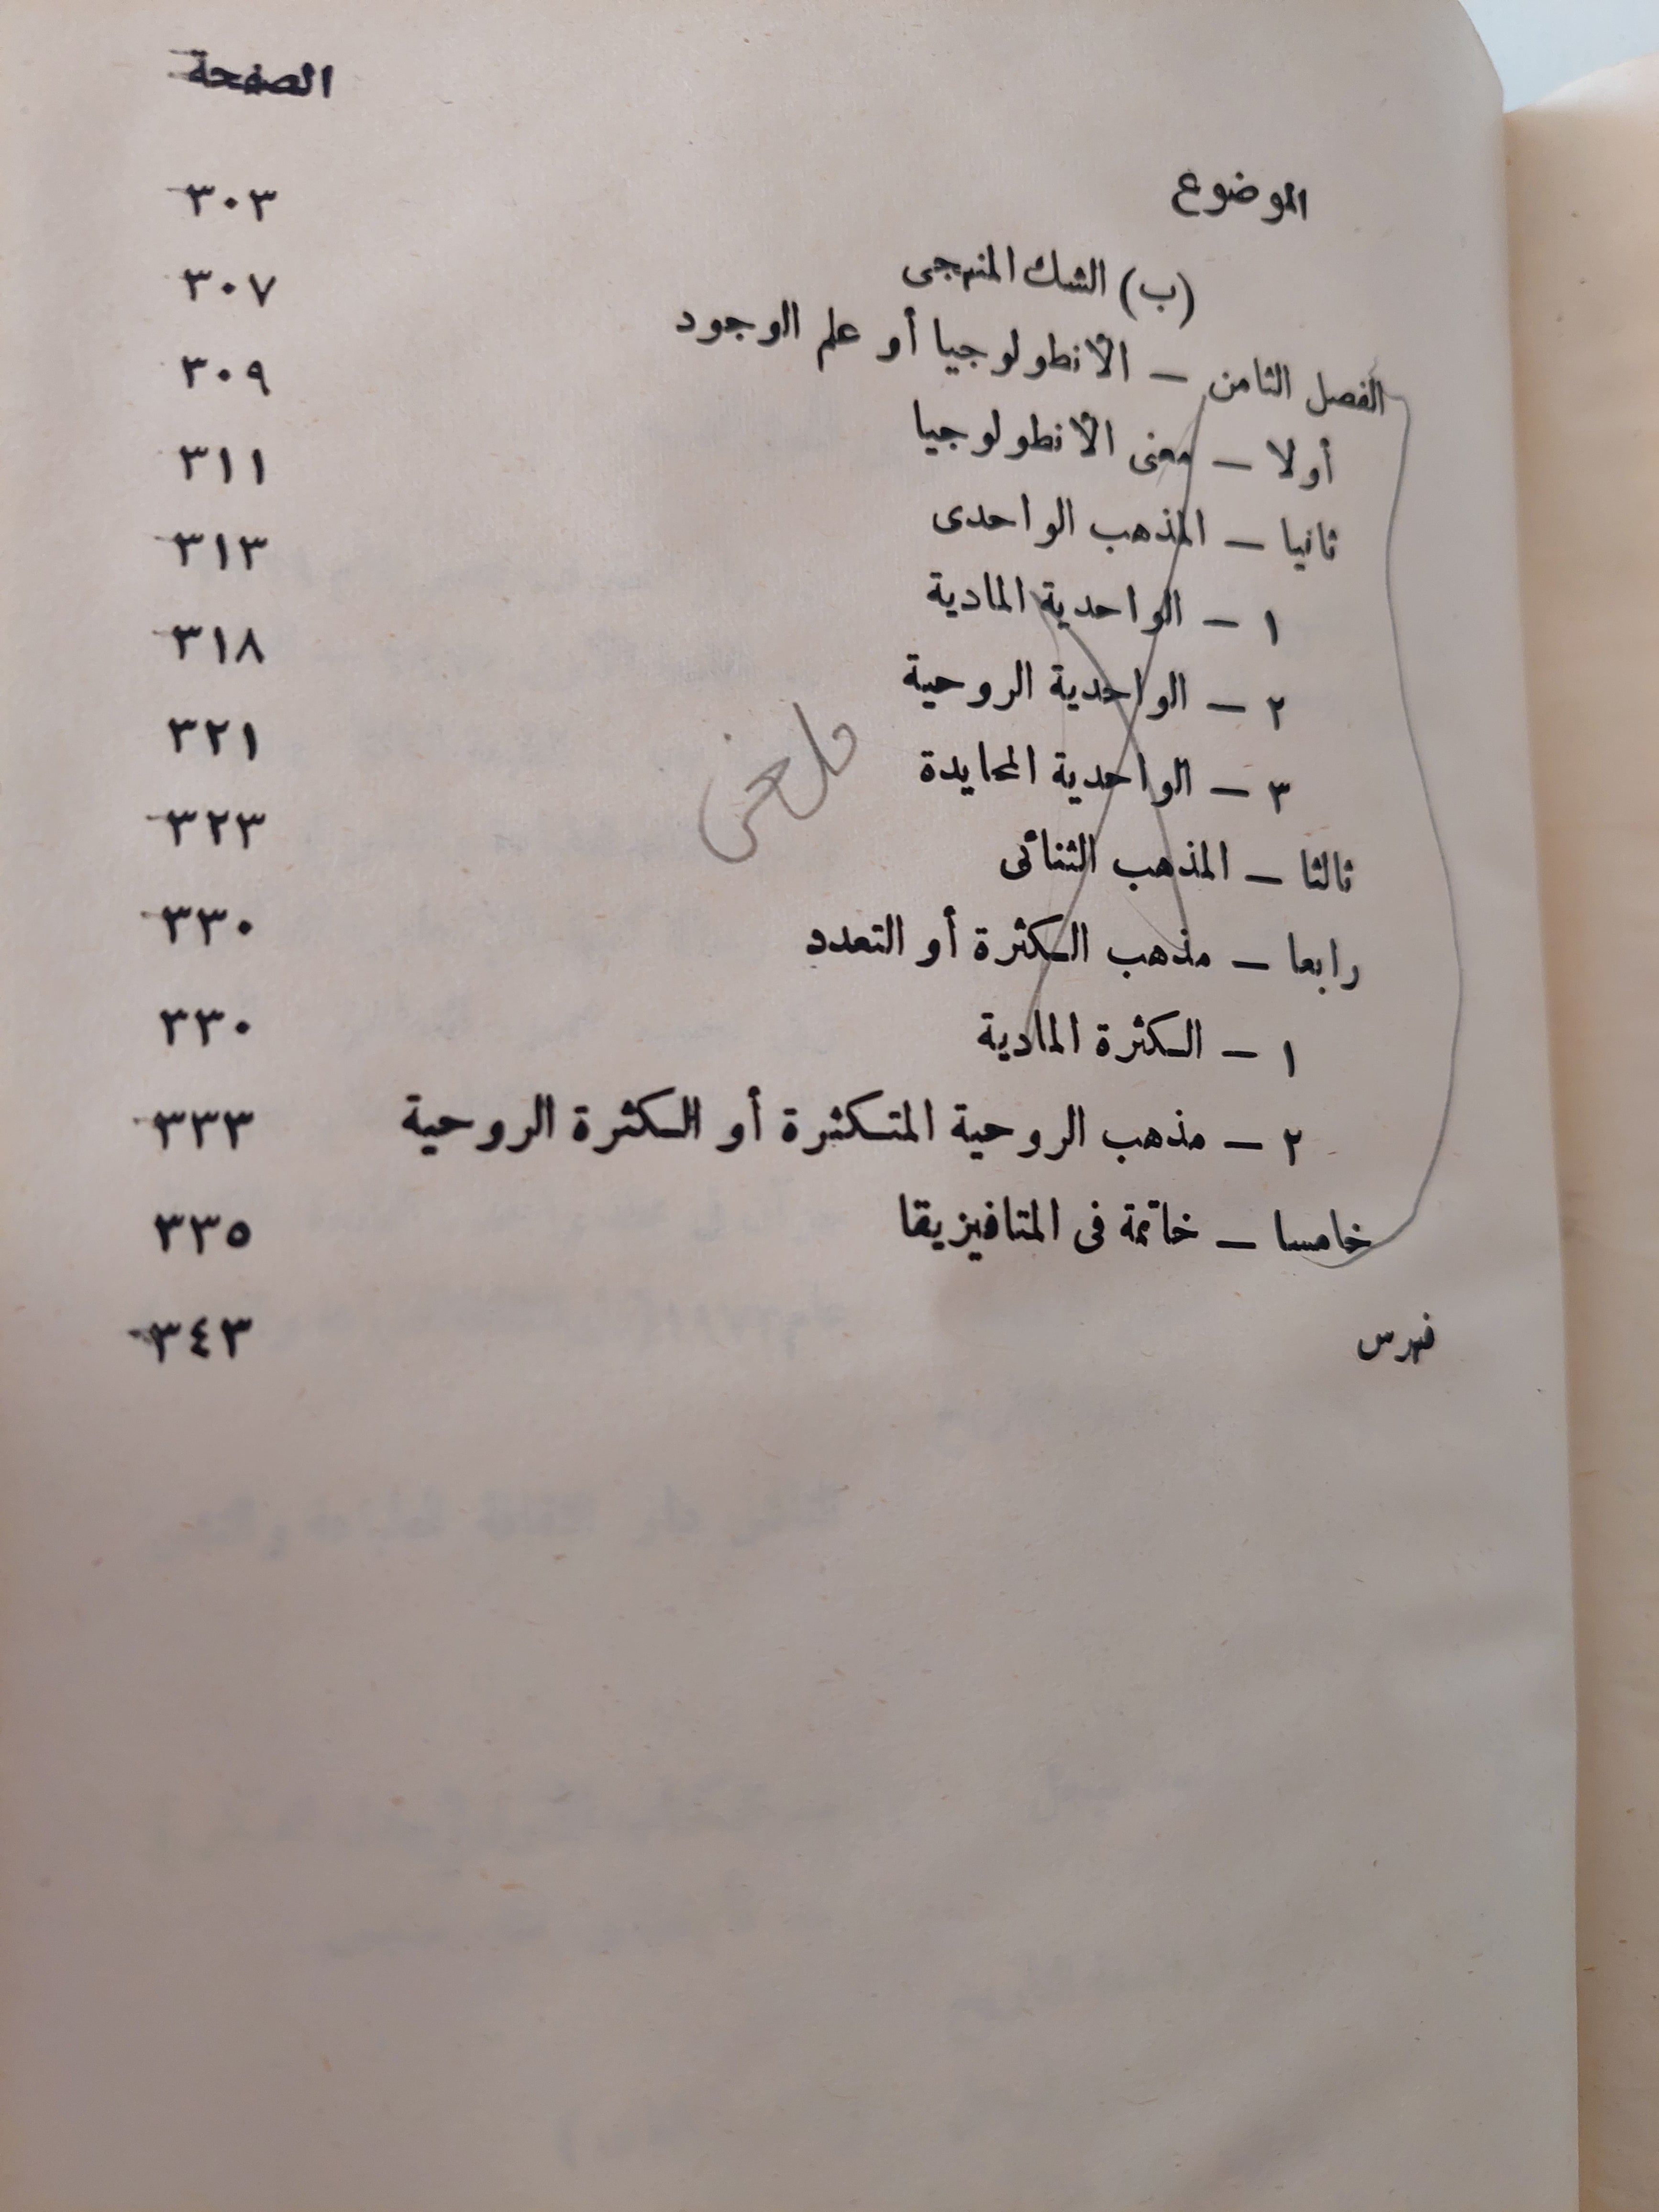 الموضوع الصفحة
(ب) الشك المنهجى ٣٠٣
الفصل الثامن — الأنطولوجيا أو علم الوجود ٣٠٧
أولا — معنى الأنطولوجيا ٣٠٩
ثانيا — المذهب الواحدى ٣١١
١ — الواحدية المادية ٣١٣
٢ — الواحدية الروحية ٣١٨
٣ — الواحدية المحايدة ٣٢١
ثالثا — المذهب الثنائى ٣٢٣
رابعا — مذهب الكثرة أو التعدد ٣٣٠
١ — الكثرة المادية ٣٣٠
٢ — مذهب الروحية المتكثرة أو الكثرة الروحية ٣٣٣
خامسا — خاتمة فى المتافيزيقا ٣٣٥
فهرس ٣٤٣
ملغى